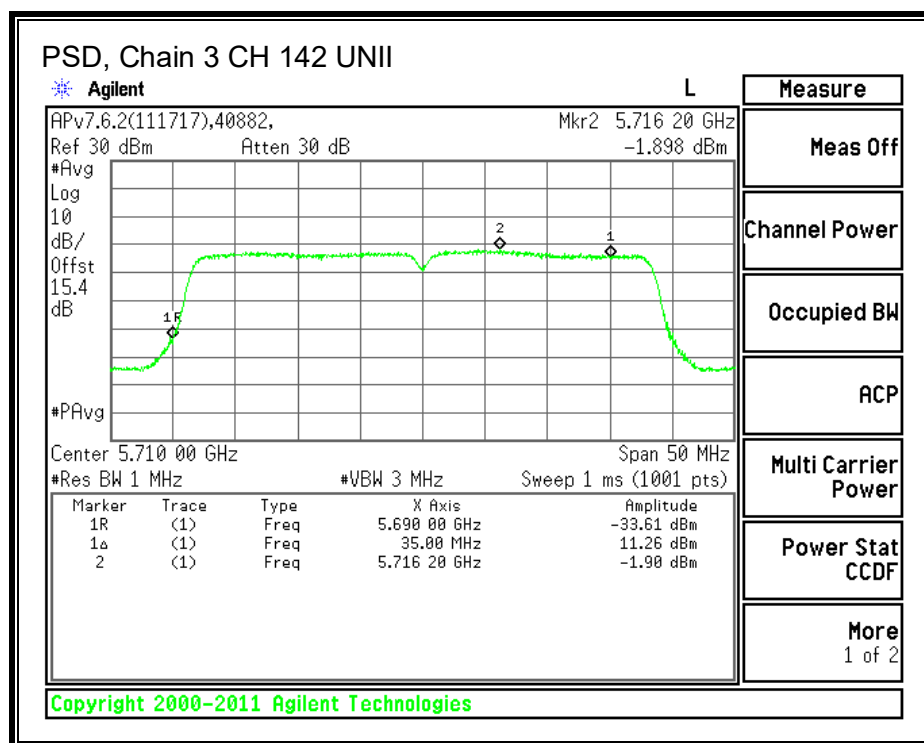 PSD, Chain 3 CH 142 UNII
Agilent
L
Measure
APv7.6.2(111717),40882,
Mkr2 5.716 20 GHz
Ref 30 dBm
Atten 30 dB
-1.898 dBm
Meas Off
#Avg
Log
10
dB/
Offst
15.4
dB
2
1
1R
Channel Power
Occupied BW
ACP
#PAvg
Center 5.710 00 GHz
Span 50 MHz
#Res BW 1 MHz
#VBW 3 MHz
Sweep 1 ms (1001 pts)
Multi Carrier
Power
Marker Trace Type X Axis Amplitude
1R (1) Freq 5.690 00 GHz -33.61 dBm
1Δ (1) Freq 35.00 MHz 11.26 dBm
2 (1) Freq 5.716 20 GHz -1.90 dBm
Power Stat
CCDF
More
1 of 2
Copyright 2000-2011 Agilent Technologies